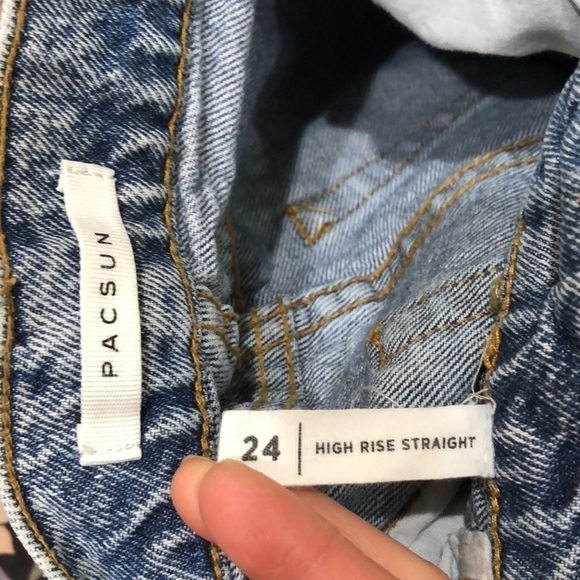 PACSUN
24 | HIGH RISE STRAIGHT